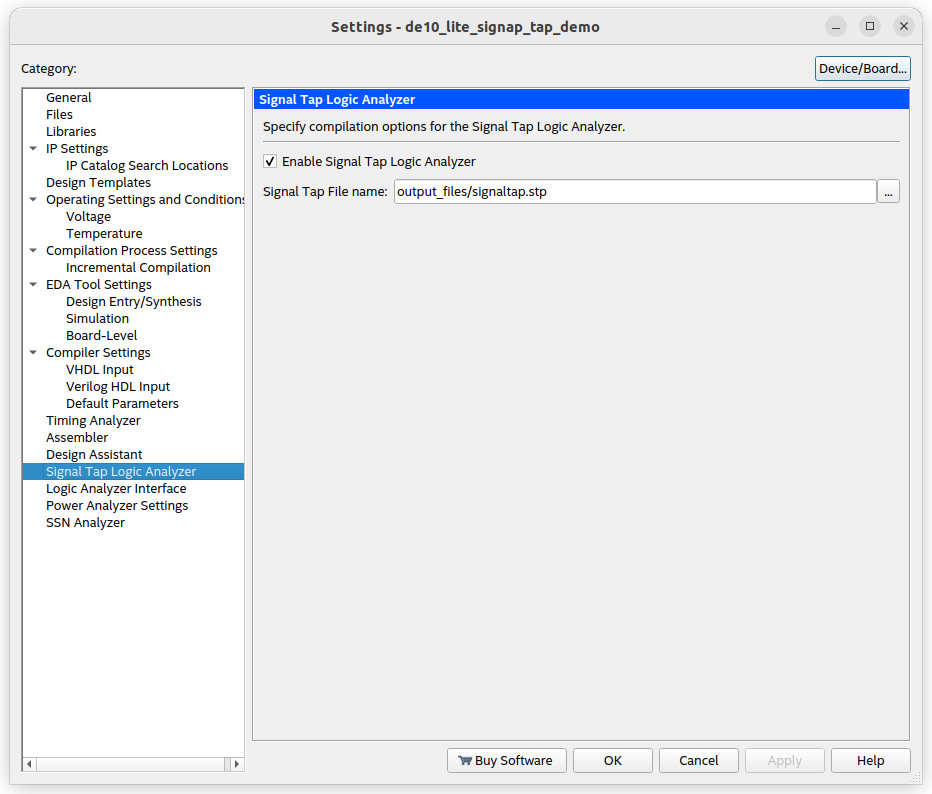 Settings - de10_lite_signap_tap_demo
Category:
Device/Board...
General
Files
Libraries
IP Settings
IP Catalog Search Locations
Design Templates
Operating Settings and Conditions
Voltage
Temperature
Compilation Process Settings
Incremental Compilation
EDA Tool Settings
Design Entry/Synthesis
Simulation
Board-Level
Compiler Settings
VHDL Input
Verilog HDL Input
Default Parameters
Timing Analyzer
Assembler
Design Assistant
Signal Tap Logic Analyzer
Logic Analyzer Interface
Power Analyzer Settings
SSN Analyzer
Signal Tap Logic Analyzer
Specify compilation options for the Signal Tap Logic Analyzer.
Enable Signal Tap Logic Analyzer
Signal Tap File name: output_files/signaltap.stp ...
Buy Software OK Cancel Apply Help